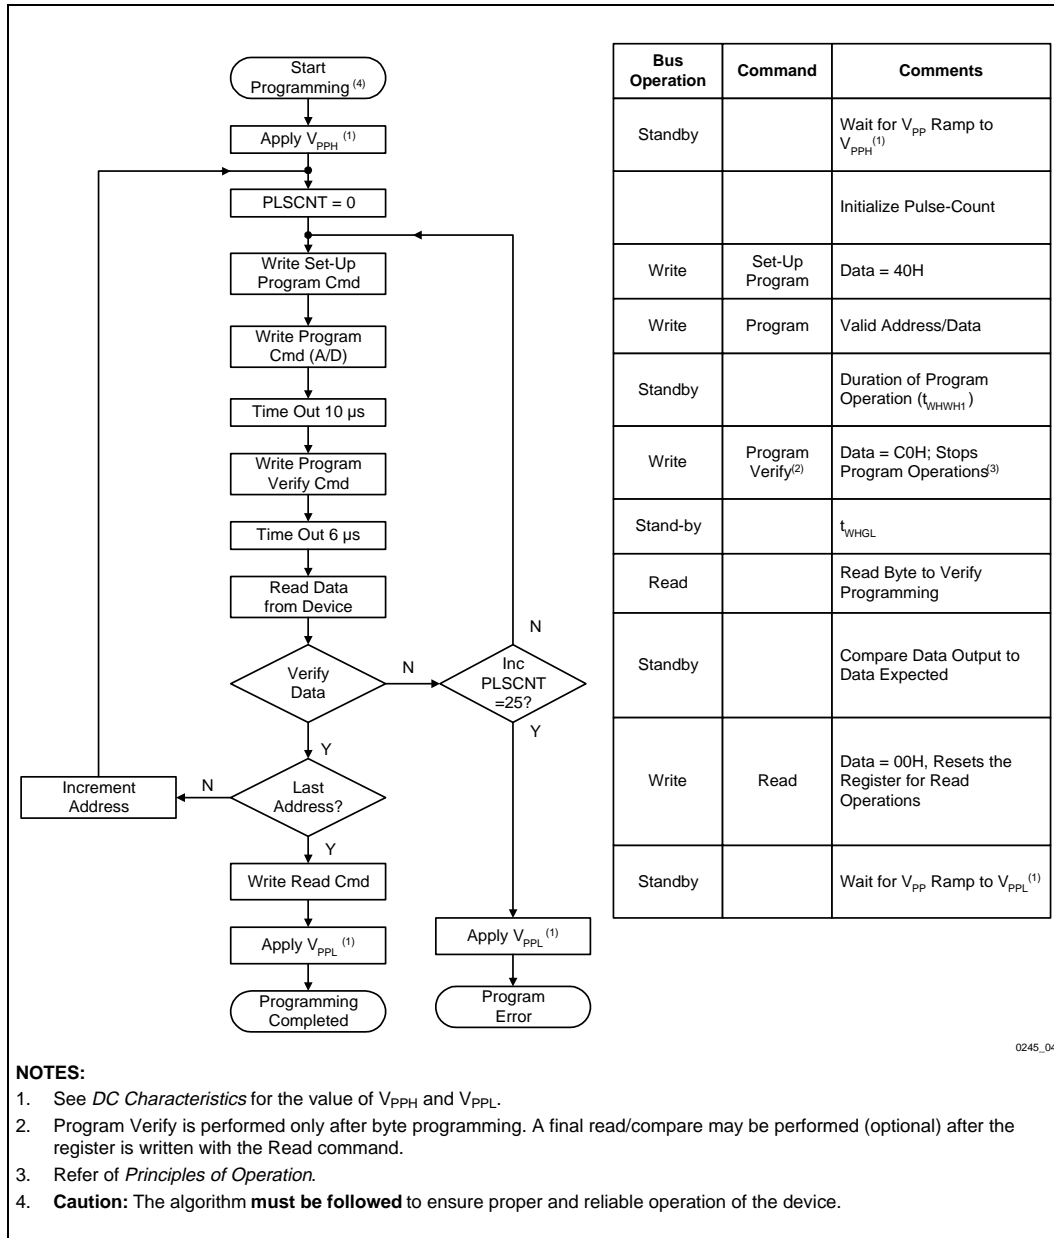 Start
Programming (4)
Apply VPPH (1)
PLSCNT = 0
Write Set-Up
Program Cmd
Write Program
Cmd (A/D)
Time Out 10 µs
Write Program
Verify Cmd
Time Out 6 µs
Read Data
from Device
Verify
Data
N
Inc
PLSCNT
=25?
N
Y
Y
Last
Address?
N
Increment
Address
Y
Write Read Cmd
Apply VPPL (1)
Programming
Completed
Apply VPPL (1)
Program
Error
Bus
Operation
Command
Comments
Standby
Wait for VPP Ramp to
VPPH(1)
Initialize Pulse-Count
Write
Set-Up
Program
Data = 40H
Write
Program
Valid Address/Data
Standby
Duration of Program
Operation (tWHWH1)
Write
Program
Verify(2)
Data = C0H; Stops
Program Operations(3)
Stand-by
tWHGL
Read
Read Byte to Verify
Programming
Standby
Compare Data Output to
Data Expected
Write
Read
Data = 00H, Resets the
Register for Read
Operations
Standby
Wait for VPP Ramp to VPPL(1)
0245_04
NOTES:
1. See DC Characteristics for the value of VPPH and VPPL.
2. Program Verify is performed only after byte programming. A final read/compare may be performed (optional) after the
register is written with the Read command.
3. Refer of Principles of Operation.
4. Caution: The algorithm must be followed to ensure proper and reliable operation of the device.